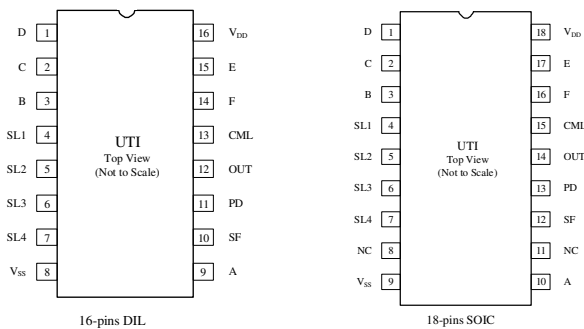 D 1 16 VDD
C 2 15 E
B 3 14 F
SL1 4 13 CML
SL2 5 12 OUT
SL3 6 11 PD
SL4 7 10 SF
VSS 8 9 A
UTI
Top View
(Not to Scale)
16-pins DIL
D 1 18 VDD
C 2 17 E
B 3 16 F
SL1 4 15 CML
SL2 5 14 OUT
SL3 6 13 PD
SL4 7 12 SF
NC 8 11 NC
VSS 9 10 A
UTI
Top View
(Not to Scale)
18-pins SOIC